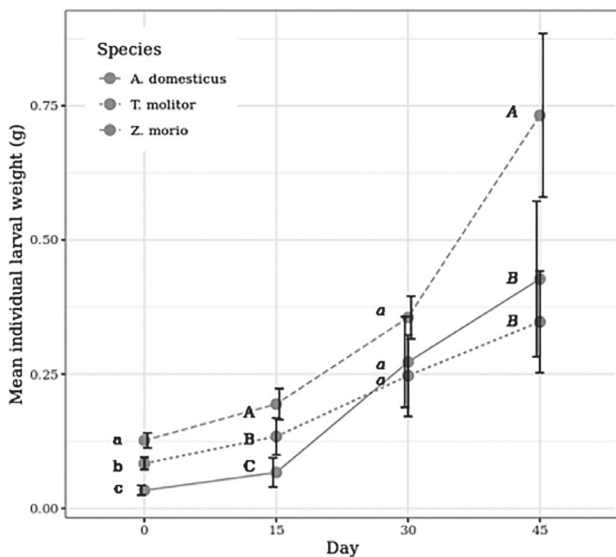 Mean individual larval weight (g)
Species
A. domesticus
T. molitor
Z. morio
0.75
0.50
0.25
0.00
A
a
B
a
B
a
A
a
B
b
C
c
0
15
30
45
Day